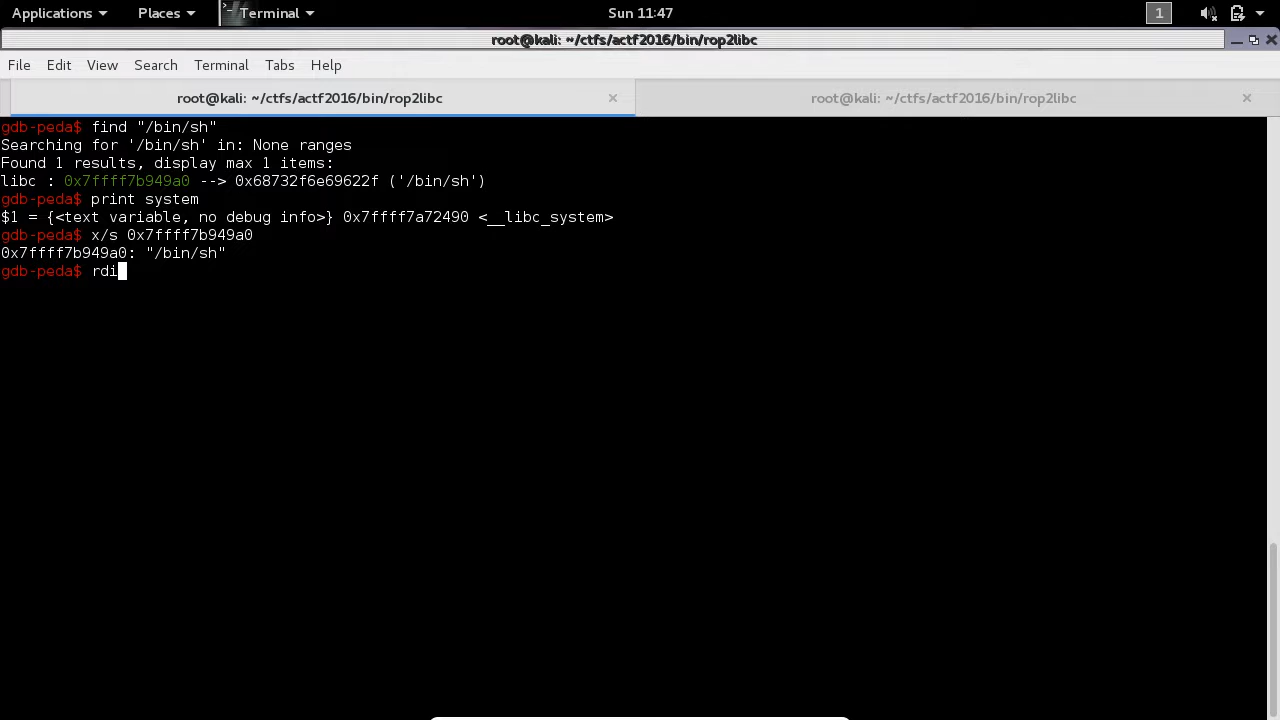 Applications Places Terminal Sun 11:47 1
root@kali: ~/ctfs/actf2016/bin/rop2libc
File Edit View Search Terminal Tabs Help
root@kali: ~/ctfs/actf2016/bin/rop2libc × root@kali: ~/ctfs/actf2016/bin/rop2libc ×
gdb-peda$ find "/bin/sh"
Searching for '/bin/sh' in: None ranges
Found 1 results, display max 1 items:
libc : 0x7ffff7b949a0 --> 0x68732f6e69622f ('/bin/sh')
gdb-peda$ print system
$1 = {<text variable, no debug info>} 0x7ffff7a72490 <__libc_system>
gdb-peda$ x/s 0x7ffff7b949a0
0x7ffff7b949a0: "/bin/sh"
gdb-peda$ rdi